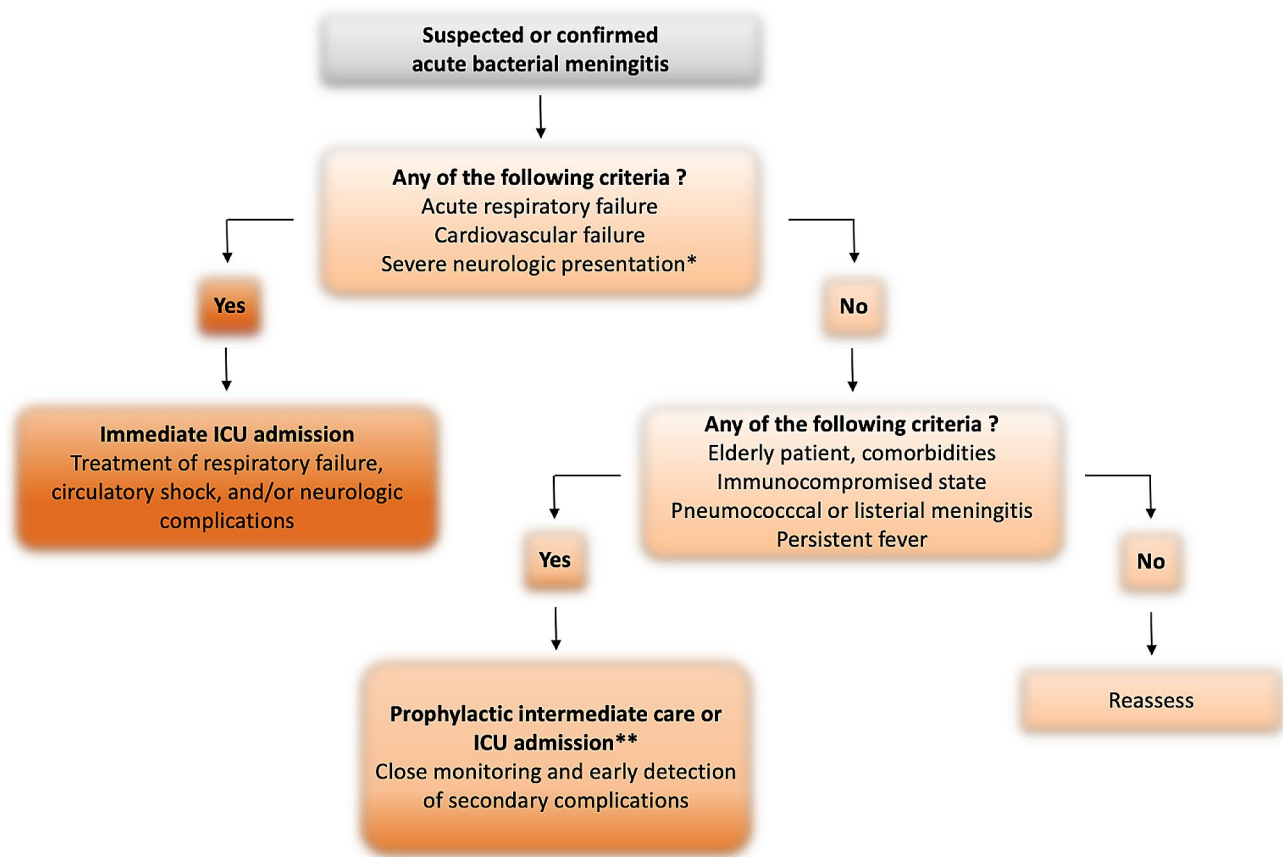 Suspected or confirmed
acute bacterial meningitis
Any of the following criteria ?
Acute respiratory failure
Cardiovascular failure
Severe neurologic presentation*
Yes
No
Immediate ICU admission
Treatment of respiratory failure,
circulatory shock, and/or neurologic
complications
Any of the following criteria ?
Elderly patient, comorbidities
Immunocompromised state
Pneumococccal or listerial meningitis
Persistent fever
Yes
No
Prophylactic intermediate care or
ICU admission**
Close monitoring and early detection
of secondary complications
Reassess